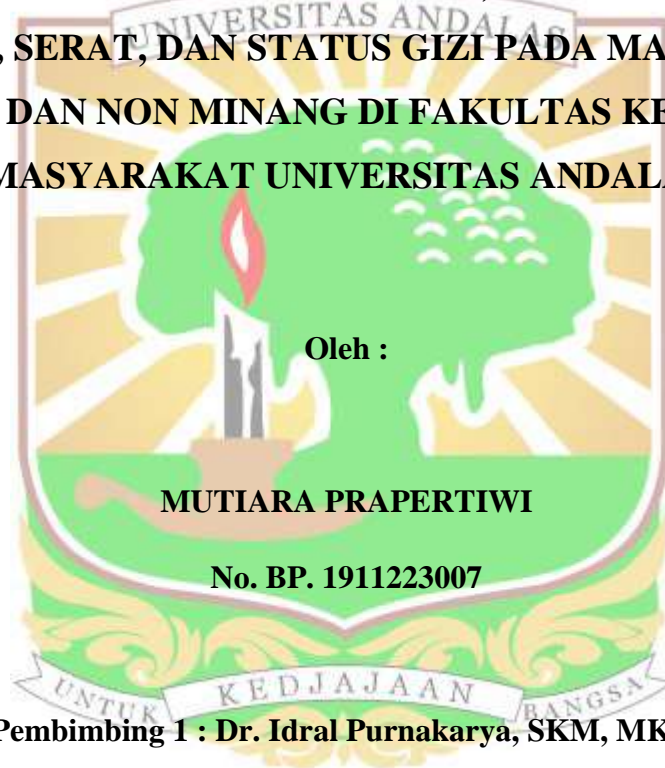 UNIVERSITAS ANDALAS
, SERAT, DAN STATUS GIZI PADA MA
DAN NON MINANG DI FAKULTAS KE
MASYARAKAT UNIVERSITAS ANDALA
Oleh :
MUTIARA PRAPERTIWI
No. BP. 1911223007
UNTUK KEDJAJAAN BANGSA
Pembimbing 1 : Dr. Idral Purnakarya, SKM, MK